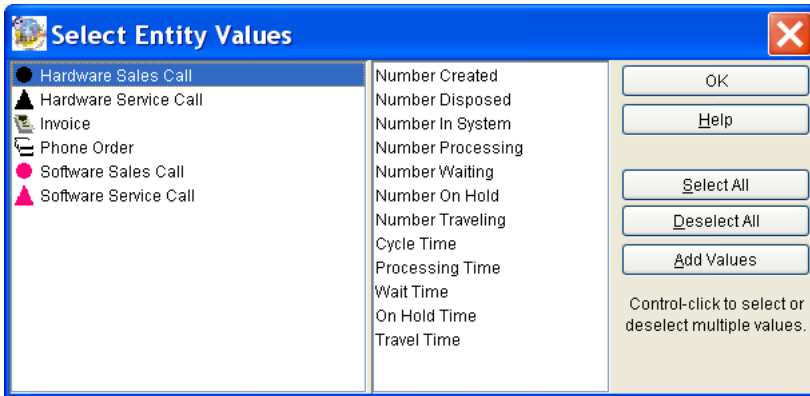 Select Entity Values
Hardware Sales Call
Hardware Service Call
Invoice
Phone Order
Software Sales Call
Software Service Call
Number Created
Number Disposed
Number In System
Number Processing
Number Waiting
Number On Hold
Number Traveling
Cycle Time
Processing Time
Wait Time
On Hold Time
Travel Time
OK
Help
Select All
Deselect All
Add Values
Control-click to select or
deselect multiple values.